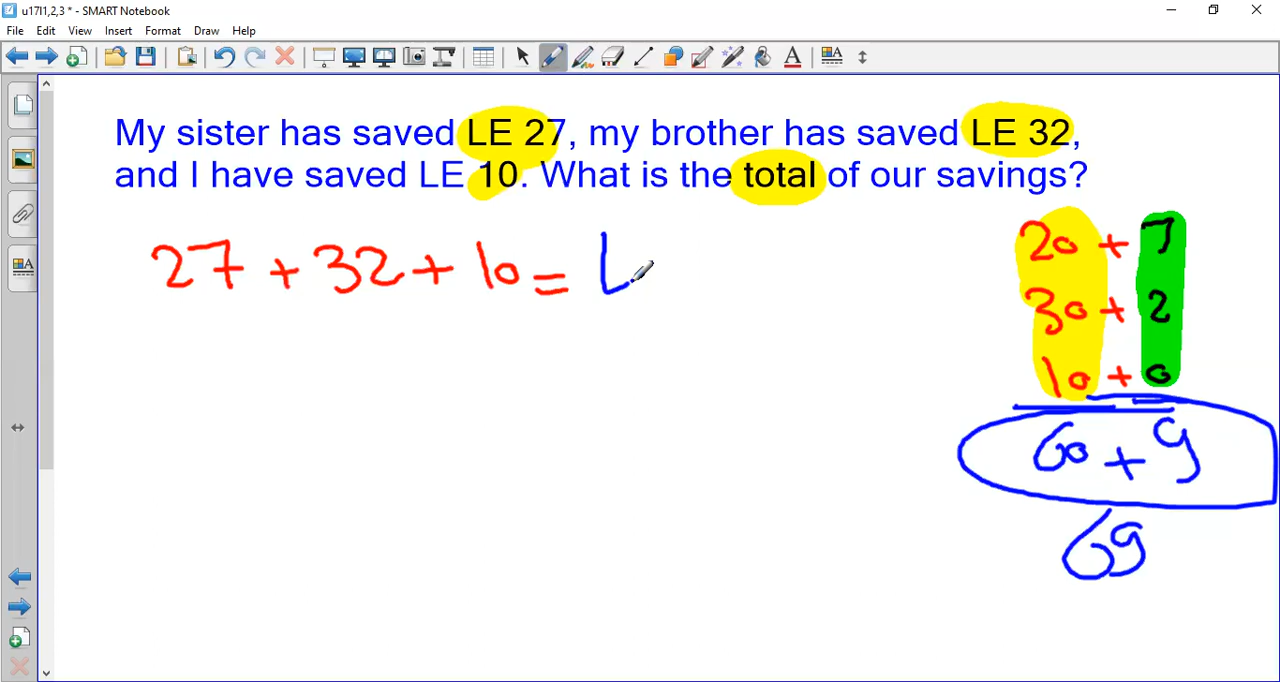 u17l1,2,3 * - SMART Notebook
File Edit View Insert Format Draw Help
My sister has saved LE 27, my brother has saved LE 32,
and I have saved LE 10. What is the total of our savings?
27 + 32 + 10 = L
20 + 7
30 + 2
10 + 0
60 + 9
69